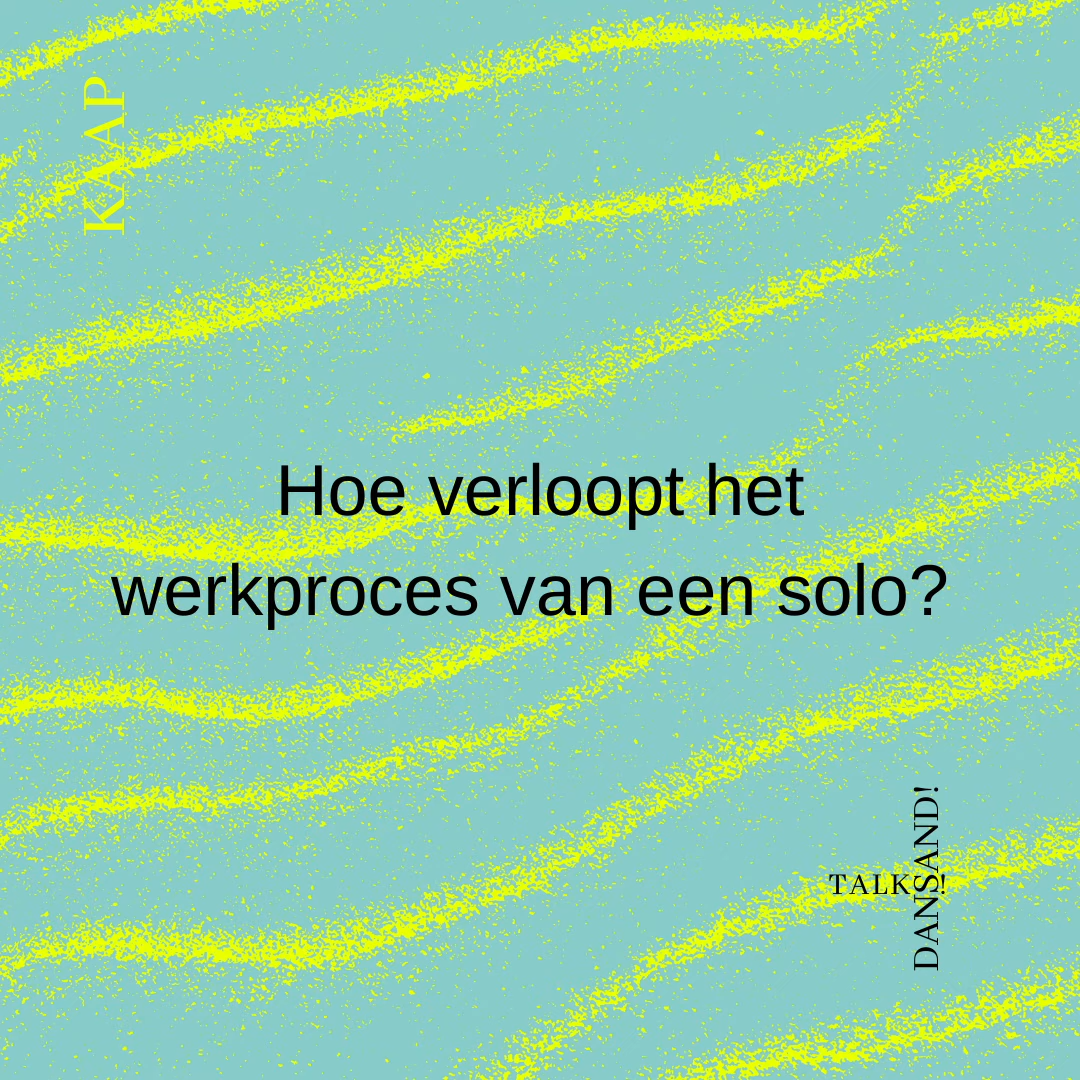 KAAP
Hoe verloopt het
werkproces van een solo?
DANSAND!
TALKS!